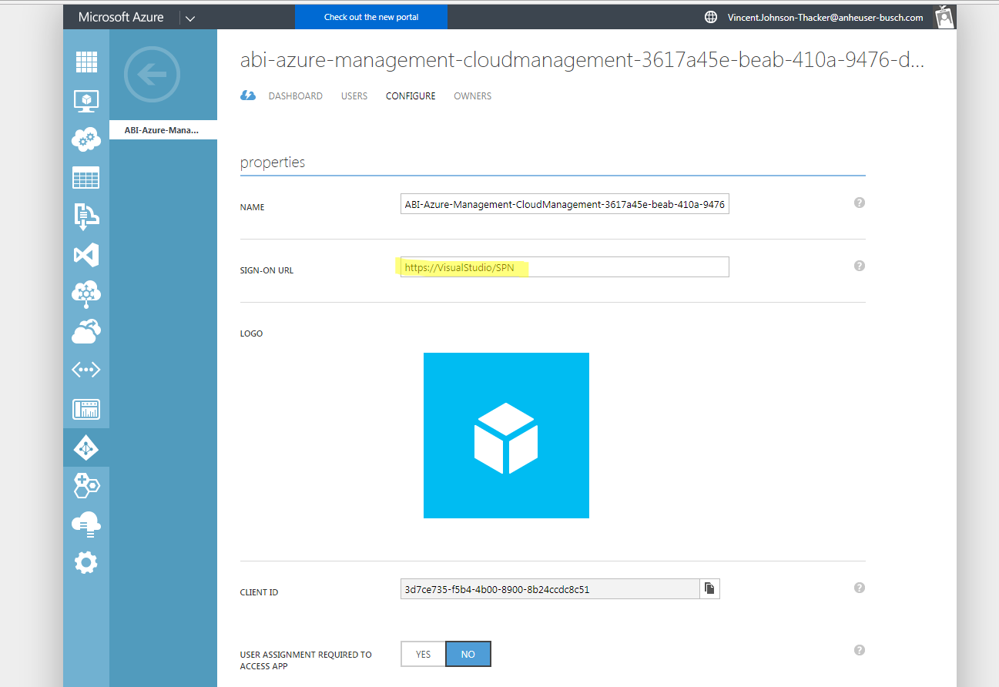 Microsoft Azure
Check out the new portal
Vincent.Johnson-Thacker@anheuser-busch.com
abi-azure-management-cloudmanagement-3617a45e-beab-410a-9476-d...
DASHBOARD USERS CONFIGURE OWNERS
ABI-Azure-Mana...
properties
NAME
ABI-Azure-Management-CloudManagement-3617a45e-beab-410a-9476
?
SIGN-ON URL
https://VisualStudio/SPN
?
LOGO
CLIENT ID
3d7ce735-f5b4-4b00-8900-8b24ccdc8c51
?
USER ASSIGNMENT REQUIRED TO
ACCESS APP
YES NO
?